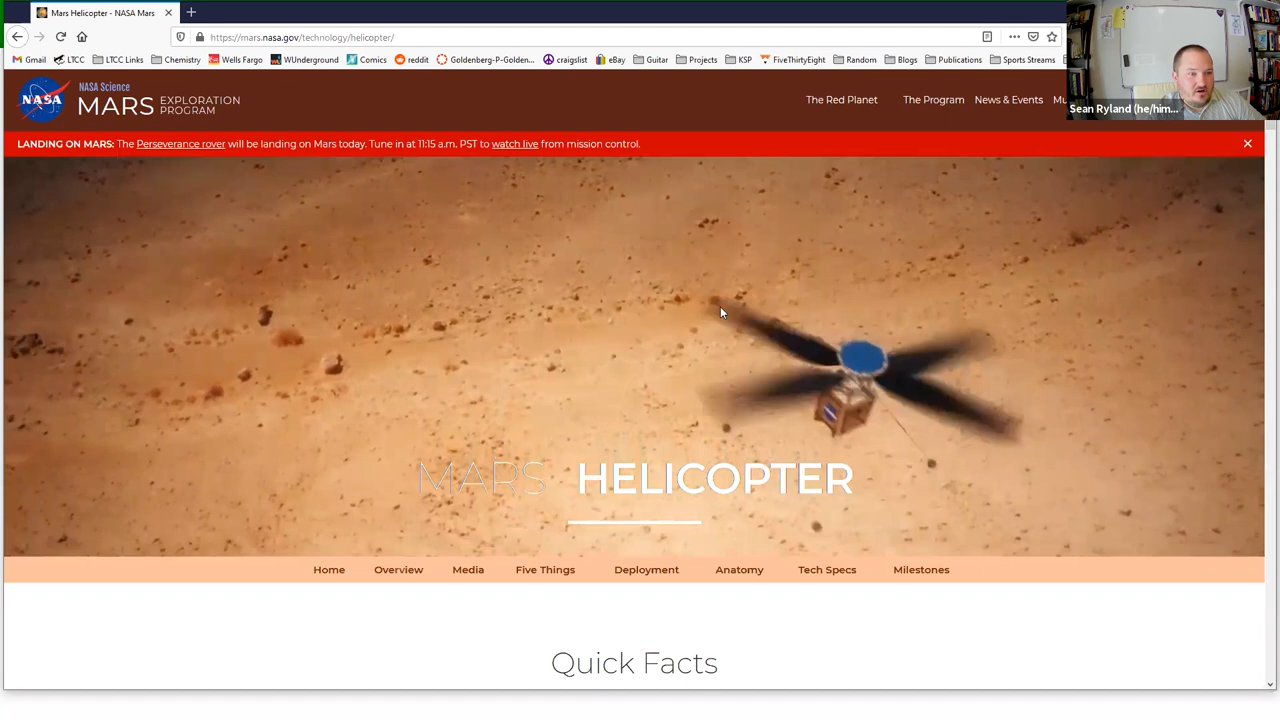 Mars Helicopter - NASA Mars
https://mars.nasa.gov/technology/helicopter/
Gmail LTCC LTCC Links Chemistry Wells Fargo WUnderground Comics reddit Goldenberg-P-Golden... craigslist eBay Guitar Projects KSP FiveThirtyEight Random Blogs Publications Sports Streams
Sean Ryland (he/him...
NASA
NASA Science
MARS EXPLORATION PROGRAM
The Red Planet The Program News & Events Mu
LANDING ON MARS: The Perseverance rover will be landing on Mars today. Tune in at 11:15 a.m. PST to watch live from mission control.
MARS HELICOPTER
Home Overview Media Five Things Deployment Anatomy Tech Specs Milestones
Quick Facts